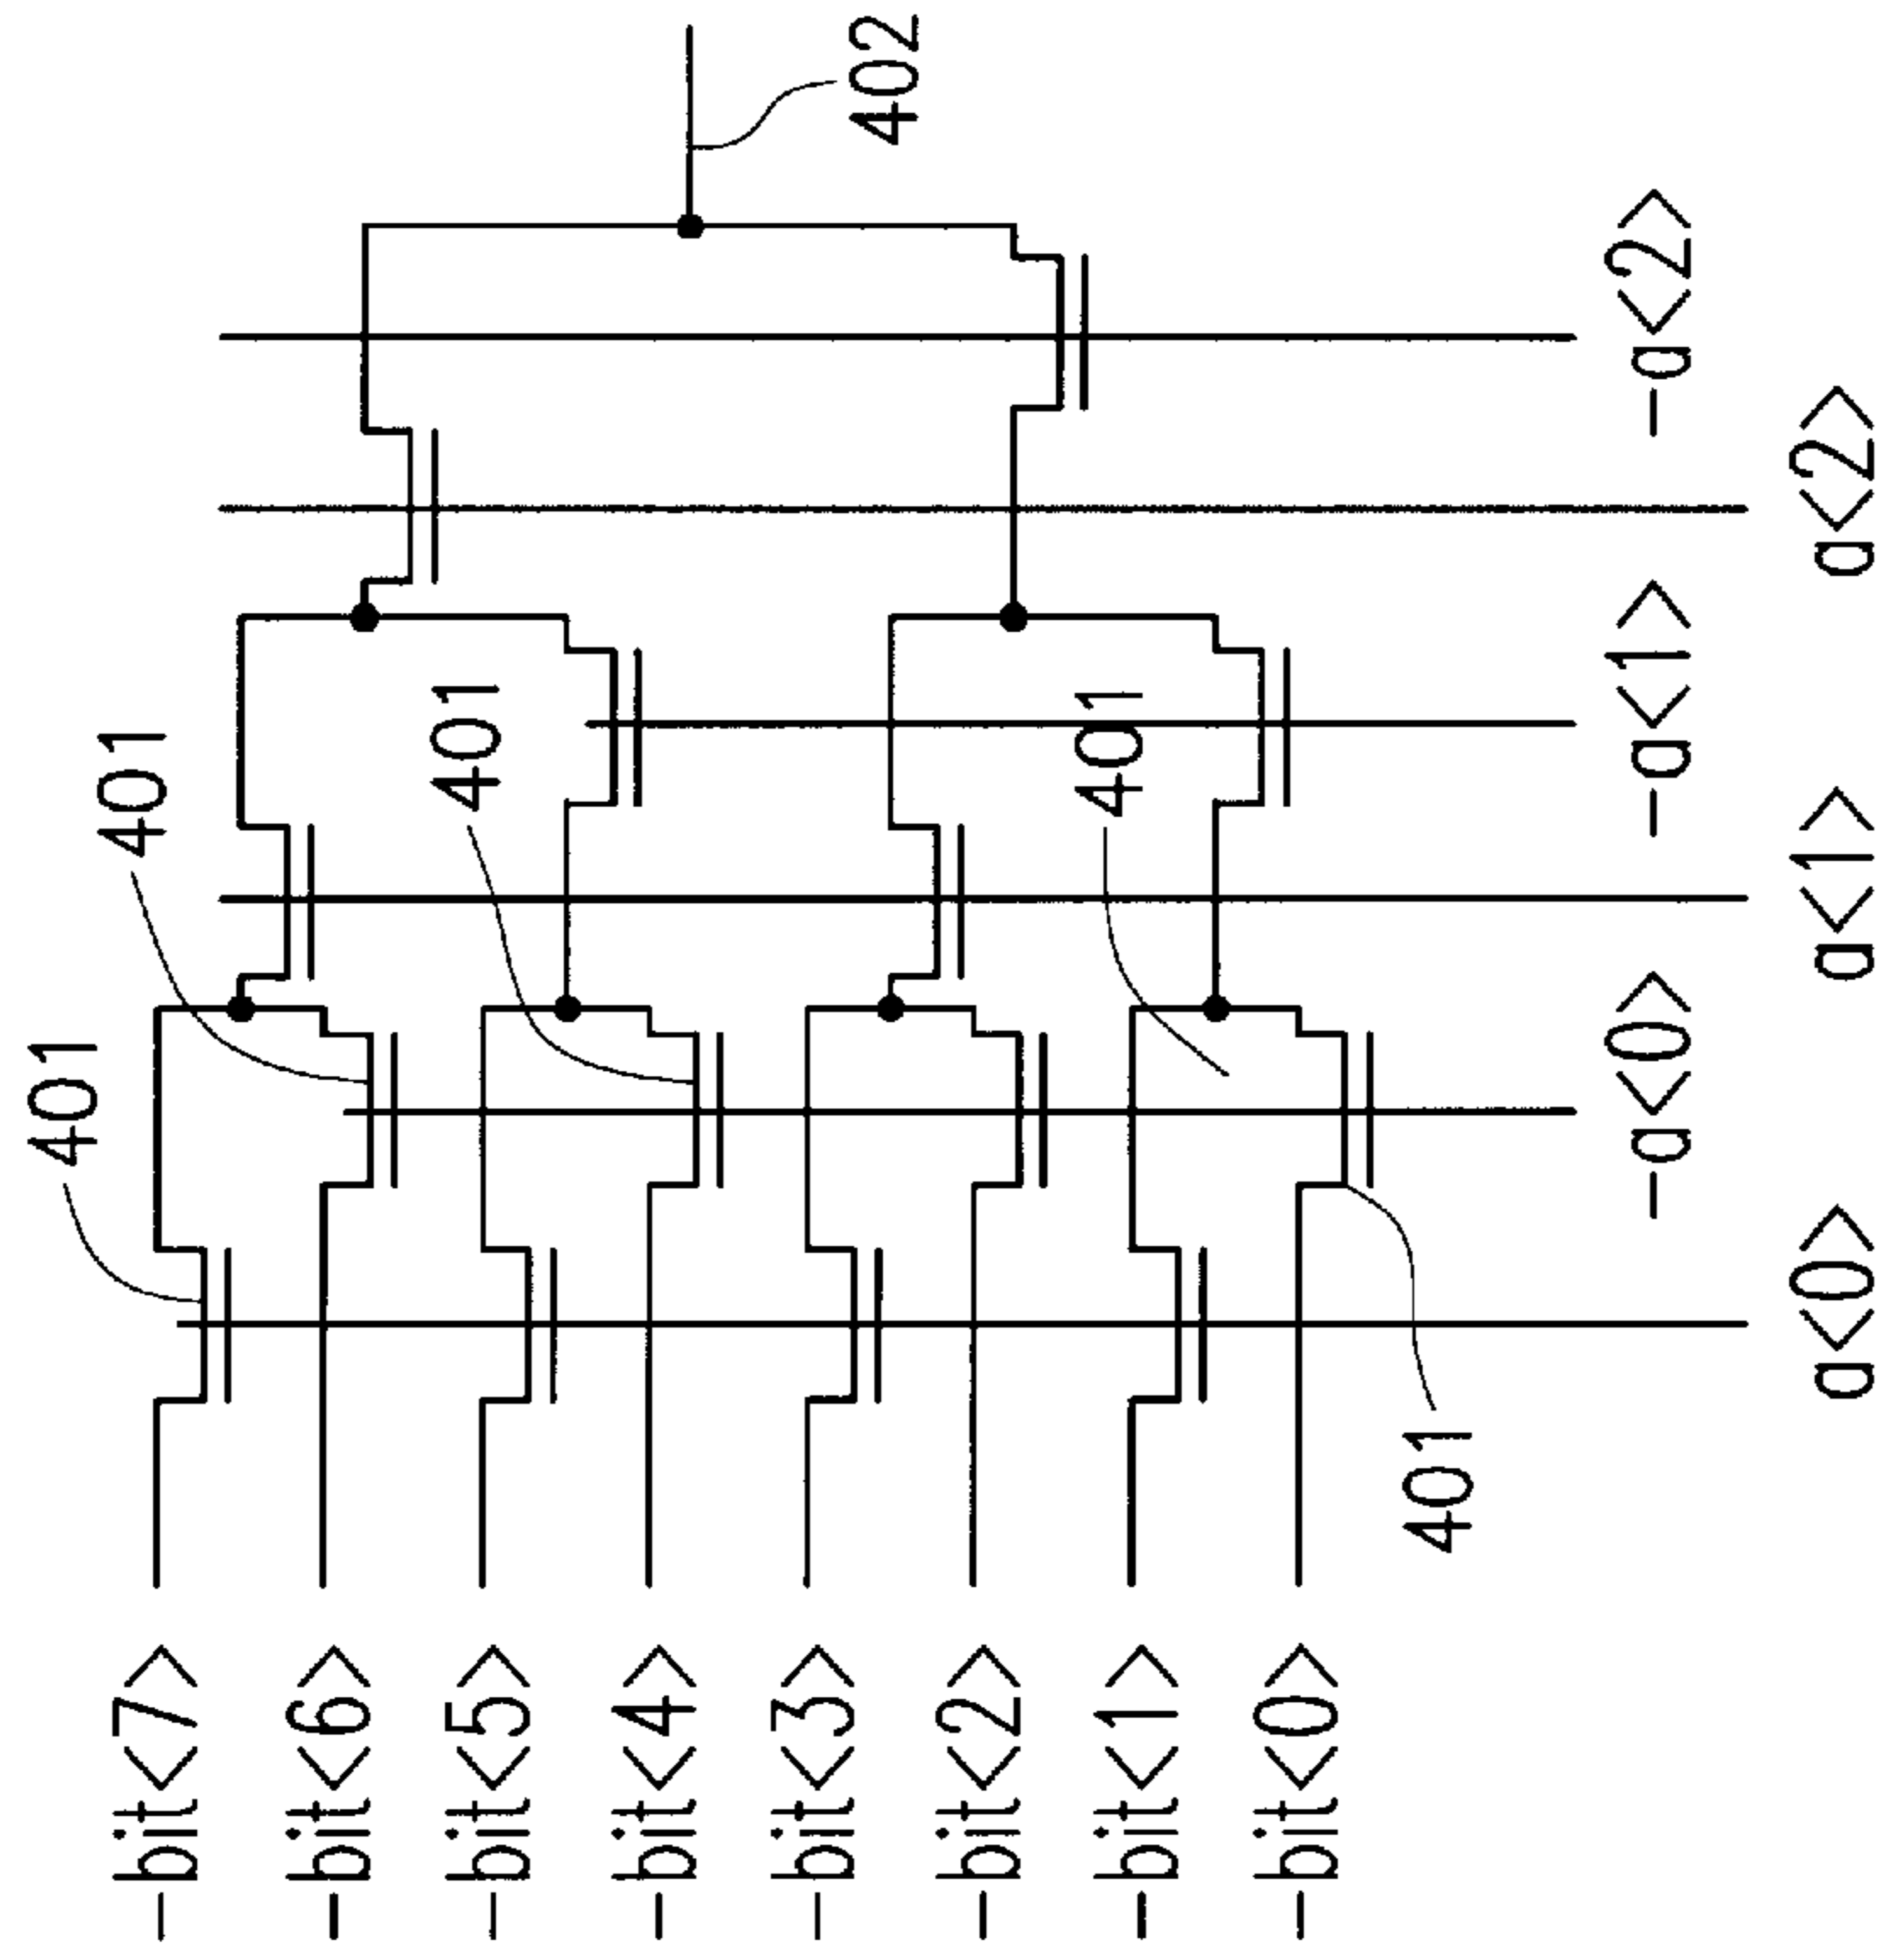 402
401
401
401
401
401
-bit<7>
-bit<6>
-bit<5>
-bit<4>
-bit<3>
-bit<2>
-bit<1>
-bit<0>
a<0>
-a<0>
a<1>
-a<1>
a<2>
-a<2>